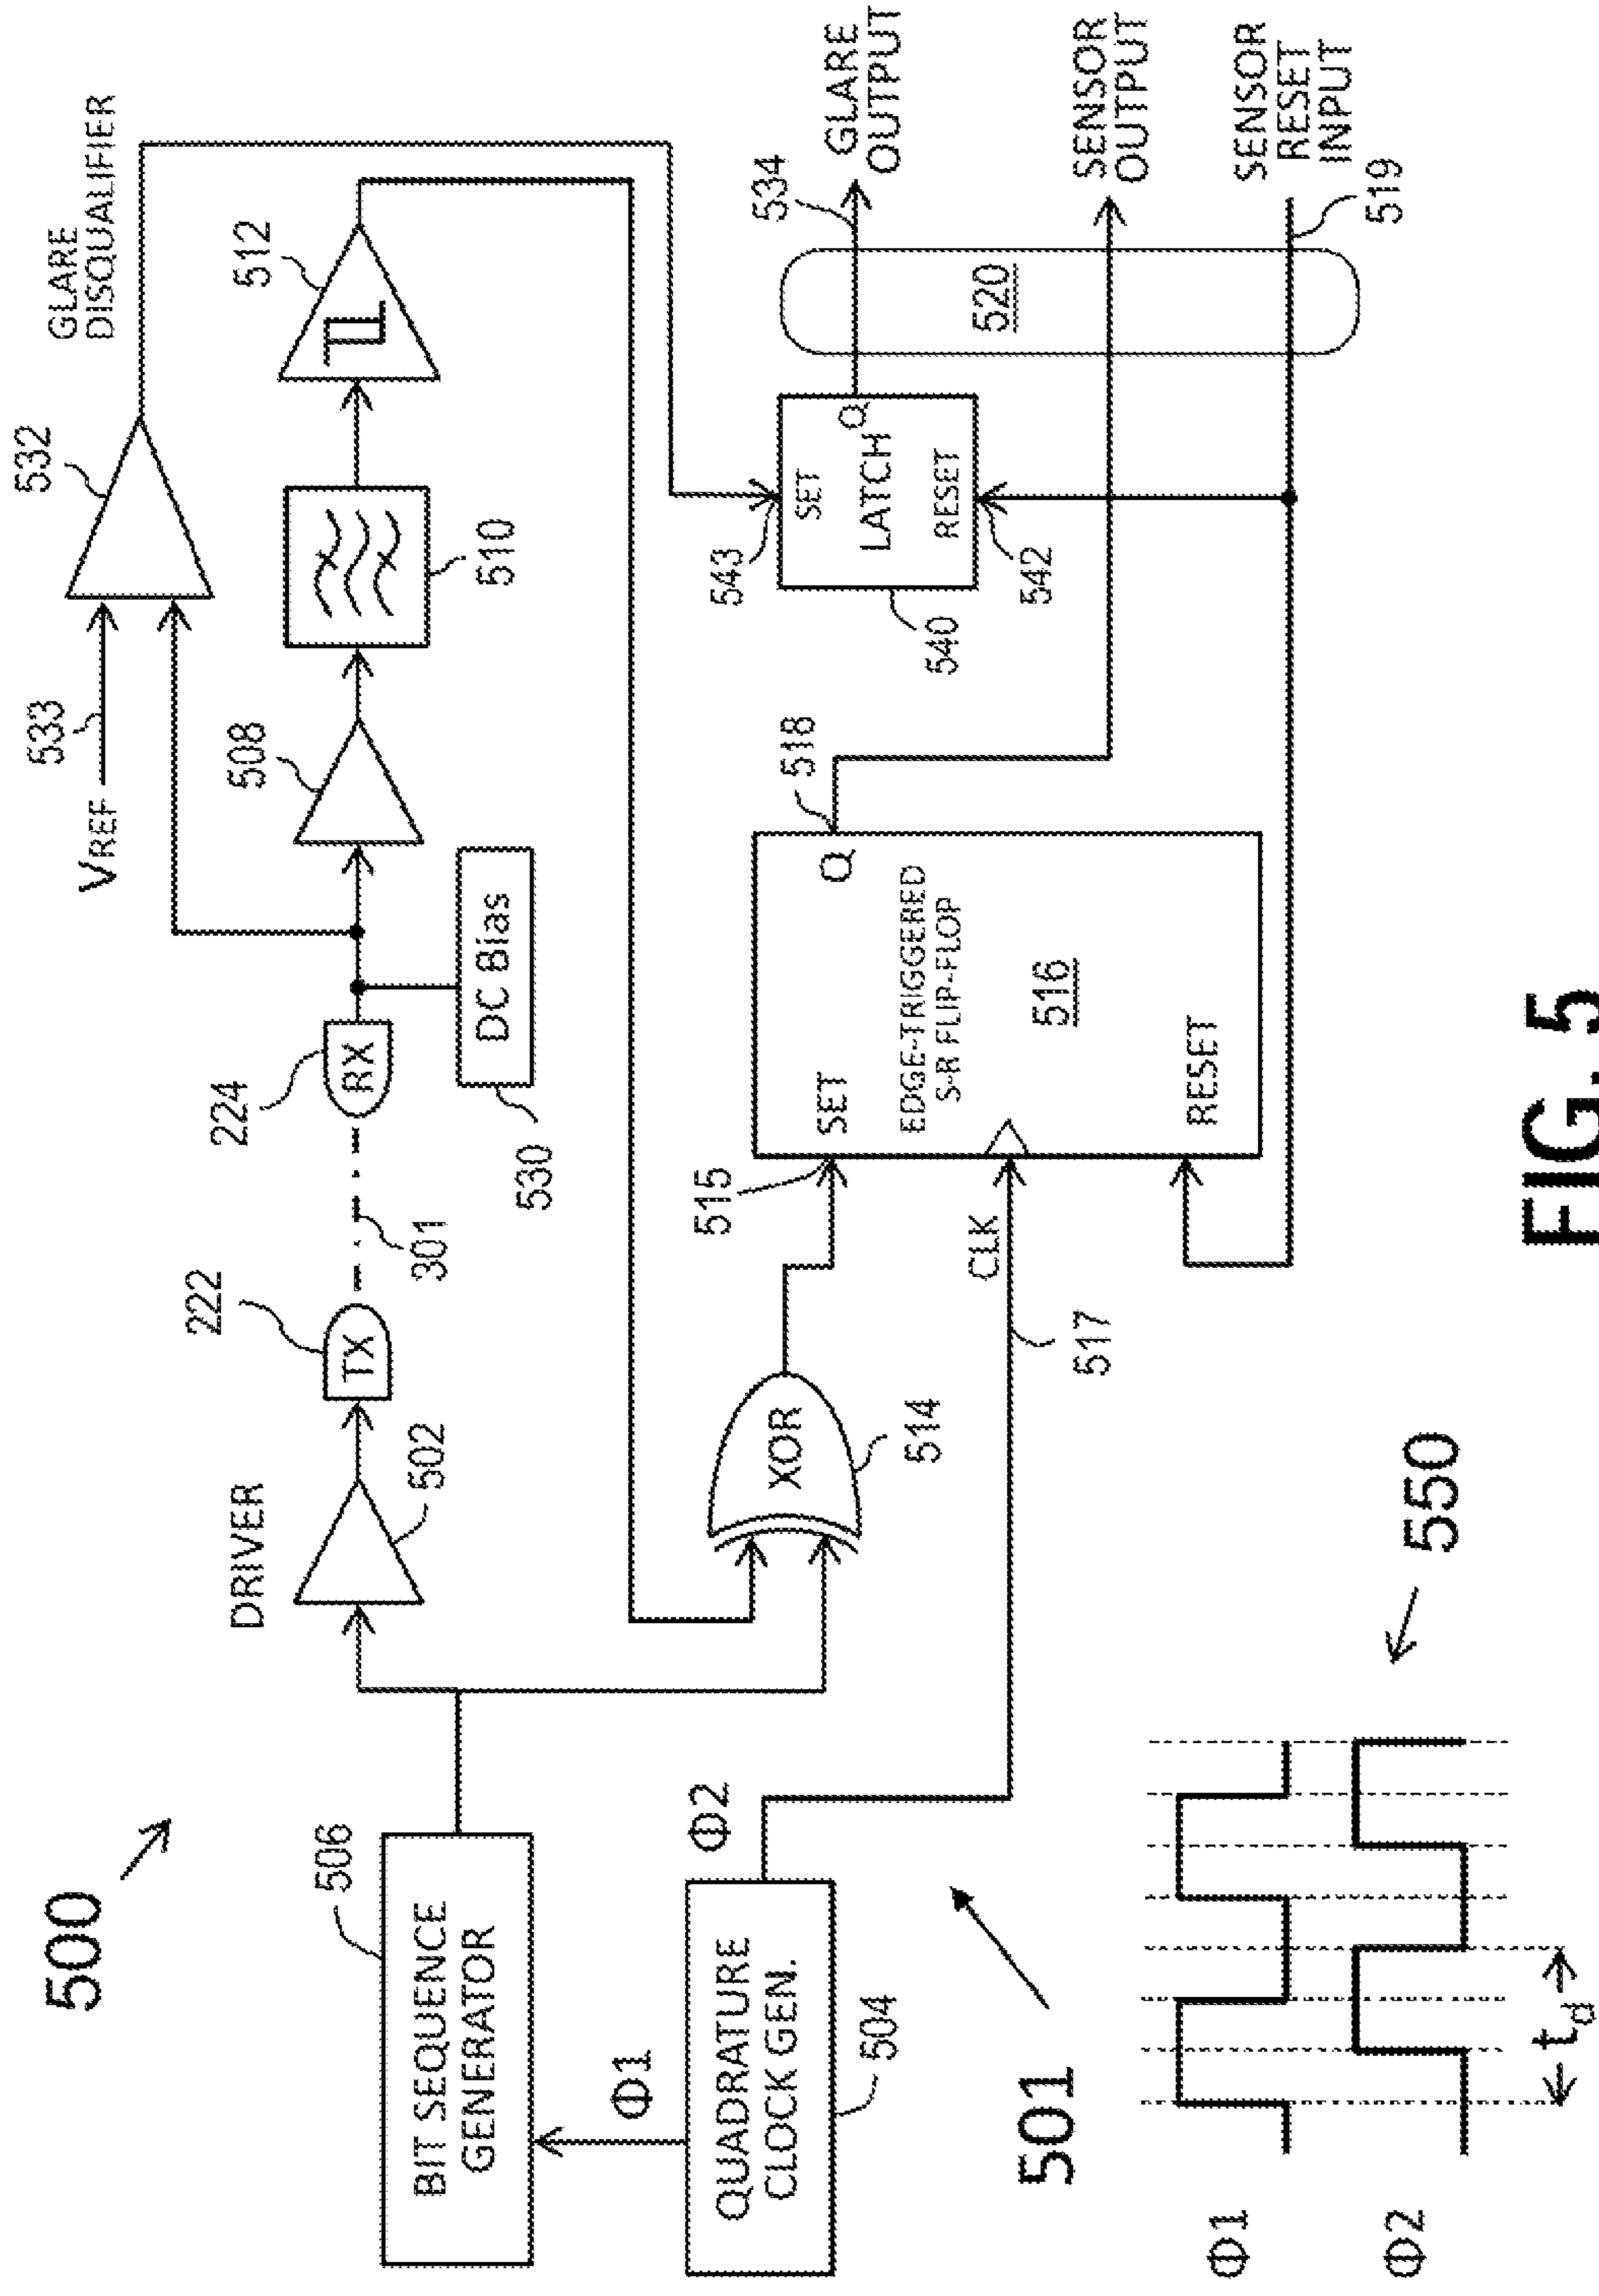 500
506
BIT SEQUENCE
GENERATOR
Φ1
QUADRATURE
CLOCK GEN.
504
Φ2
501
DRIVER
502
222
TX
301
224
RX
530
DC Bias
VREF
533
508
532
510
GLARE
DISQUALIFIER
512
XOR
514
515
SET
Q
EDGE-TRIGGERED
S-R FLIP-FLOP
516
RESET
CLK
517
518
543
SET
LATCH
Q
RESET
540
542
534
GLARE
OUTPUT
520
SENSOR
OUTPUT
SENSOR
RESET
INPUT
519
Φ1
Φ2
td
550
FIG. 5